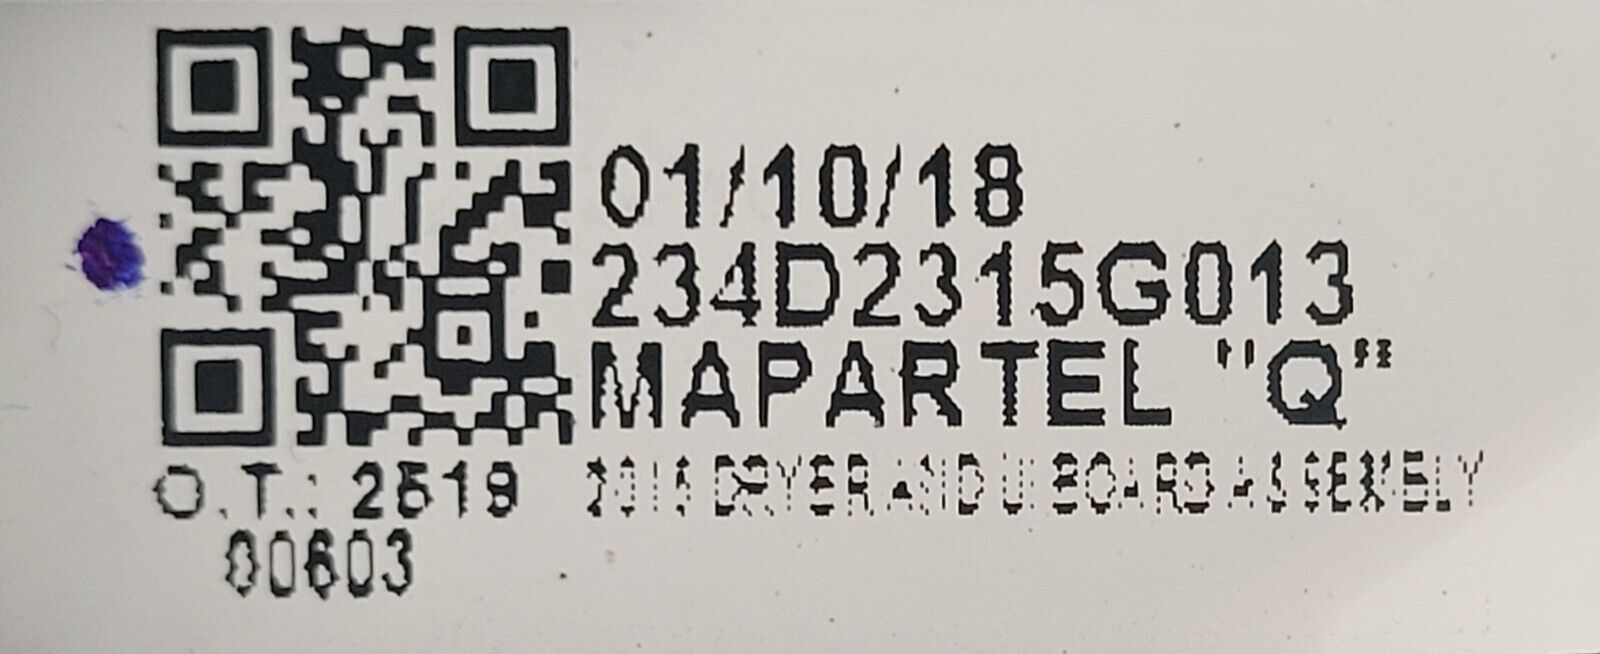 01/10/18
234D2315G013
MAPARTEL "Q"
O.T.: 2519
DRYER AND UI BOARD ASSEMBLY
00603